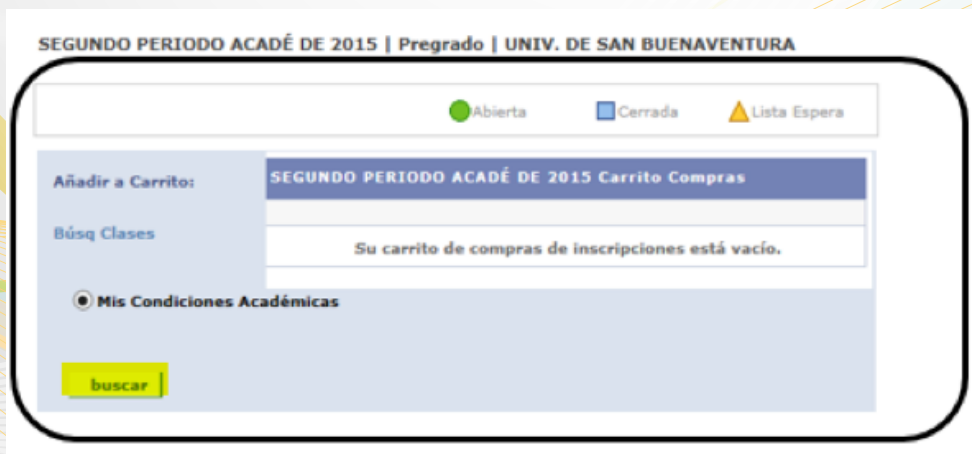 SEGUNDO PERIODO ACADÉ DE 2015 | Pregrado | UNIV. DE SAN BUENAVENTURA
Abierta Cerrada Lista Espera
Añadir a Carrito:
SEGUNDO PERIODO ACADÉ DE 2015 Carrito Compras
Búsq Clases
Su carrito de compras de inscripciones está vacío.
Mis Condiciones Académicas
buscar